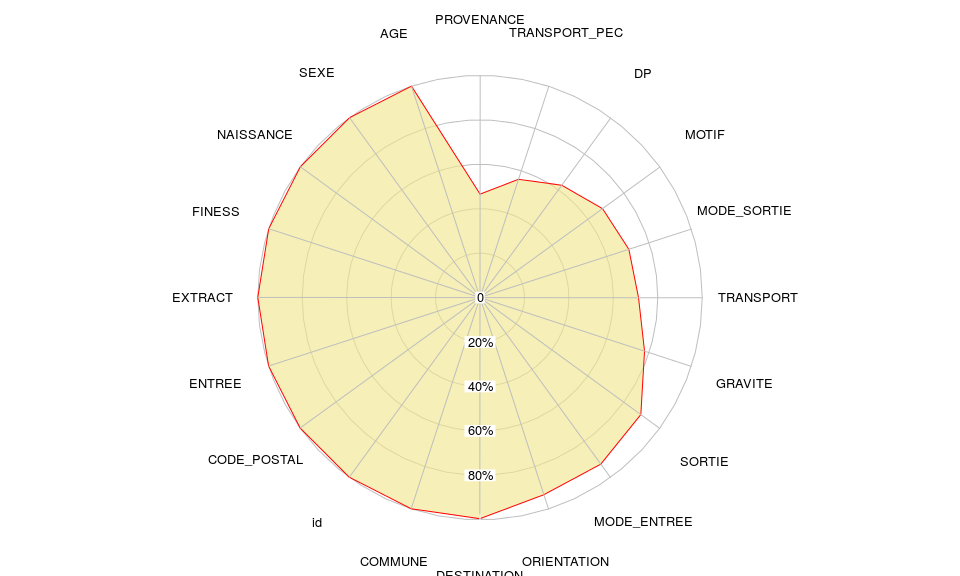 PROVENANCE
AGE
TRANSPORT_PEC
SEXE
DP
NAISSANCE
MOTIF
FINESS
MODE_SORTIE
EXTRACT
0
TRANSPORT
20%
ENTREE
40%
GRAVITE
60%
CODE_POSTAL
80%
SORTIE
id
MODE_ENTREE
COMMUNE
ORIENTATION
DESTINATION